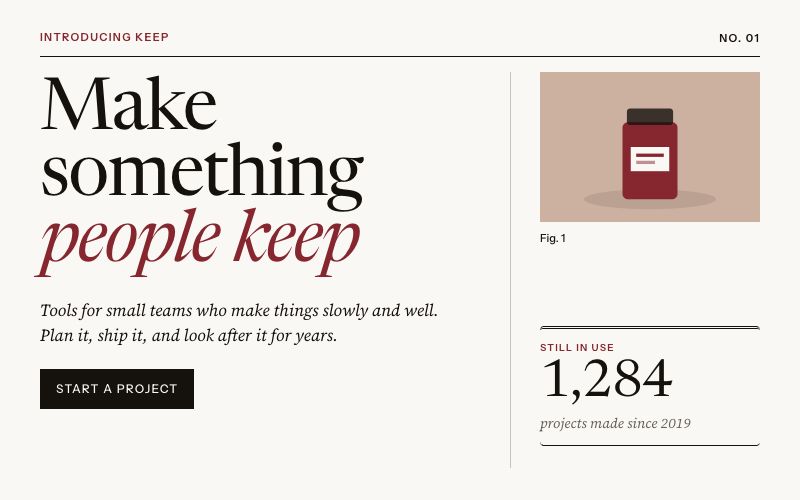 INTRODUCING KEEP
NO. 01
Make
something
people keep
Tools for small teams who make things slowly and well.
Plan it, ship it, and look after it for years.
START A PROJECT
Fig. 1
STILL IN USE
1,284
projects made since 2019